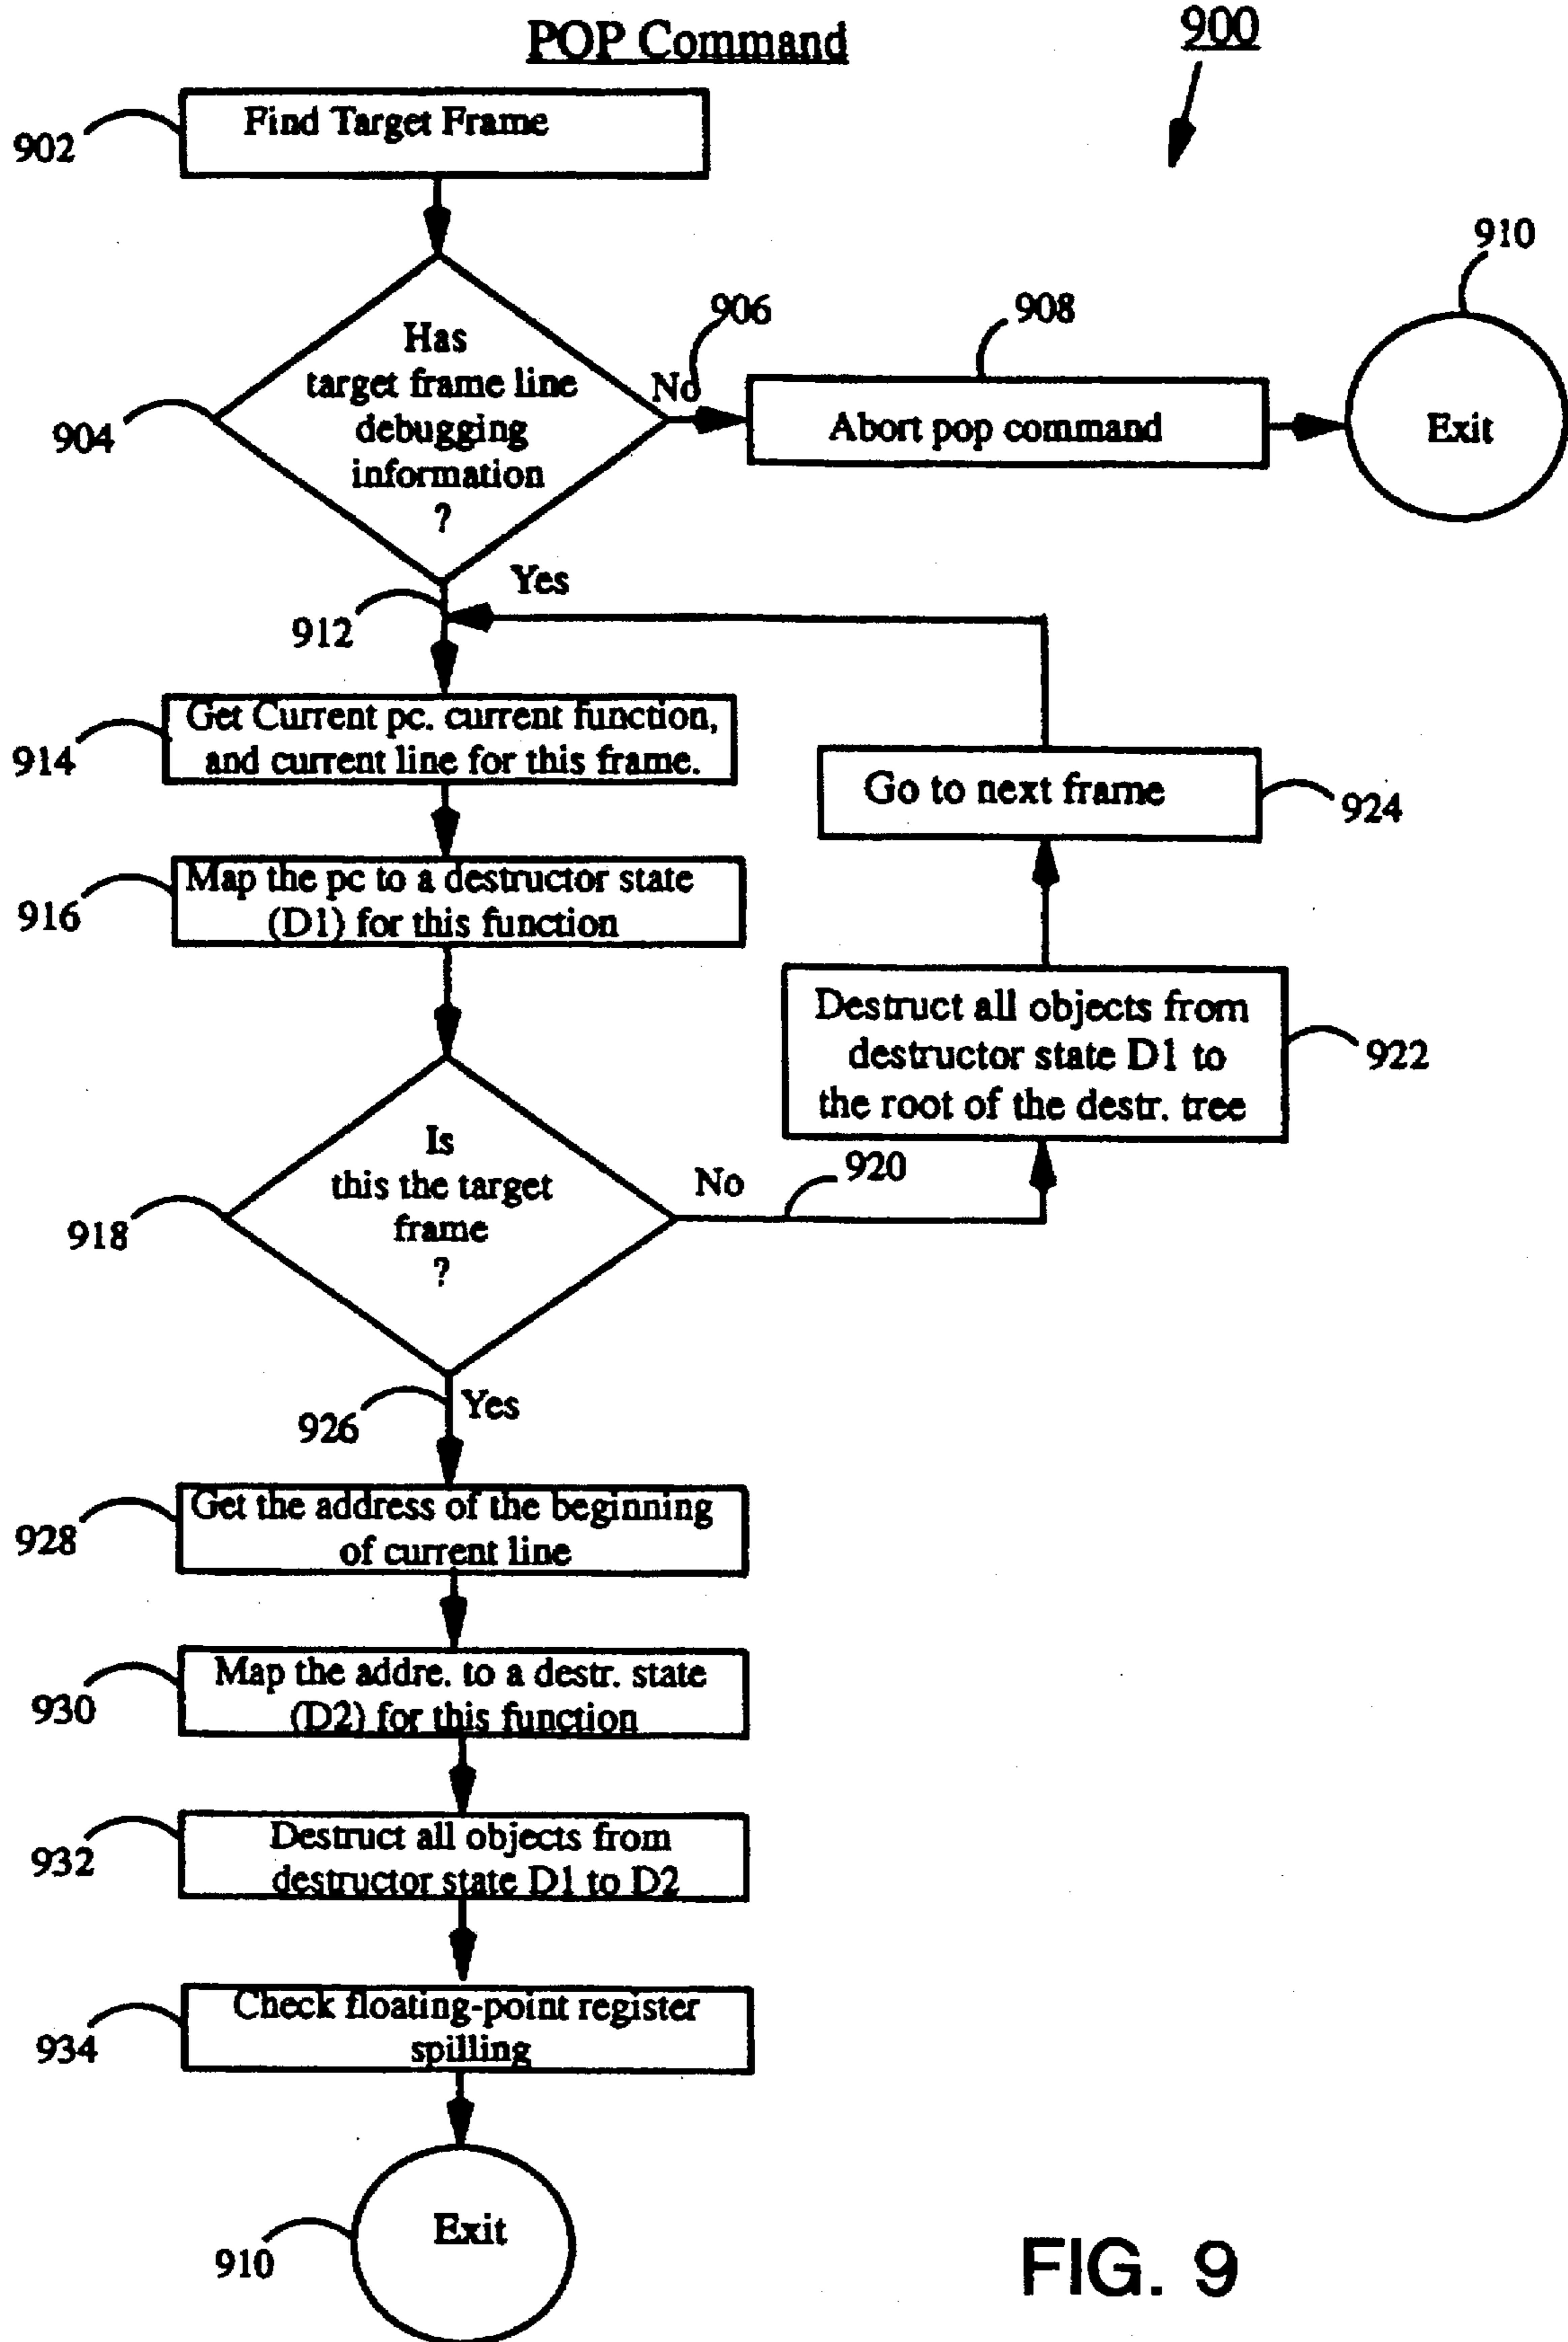 POP Command
900
902
Find Target Frame
910
906
908
Has
target frame line
debugging
information
?
904
No
Abort pop command
Exit
Yes
912
914
Get Current pc. current function,
and current line for this frame.
Go to next frame
924
916
Map the pc to a destructor state
(D1) for this function
Destruct all objects from
destructor state D1 to
the root of the destr. tree
922
918
Is
this the target
frame
?
No
920
926
Yes
928
Get the address of the beginning
of current line
930
Map the addre. to a destr. state
(D2) for this function
932
Destruct all objects from
destructor state D1 to D2
934
Check floating-point register
spilling
910
Exit
FIG. 9